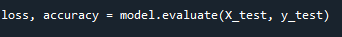 loss, accuracy = model.evaluate(X_test, y_test)